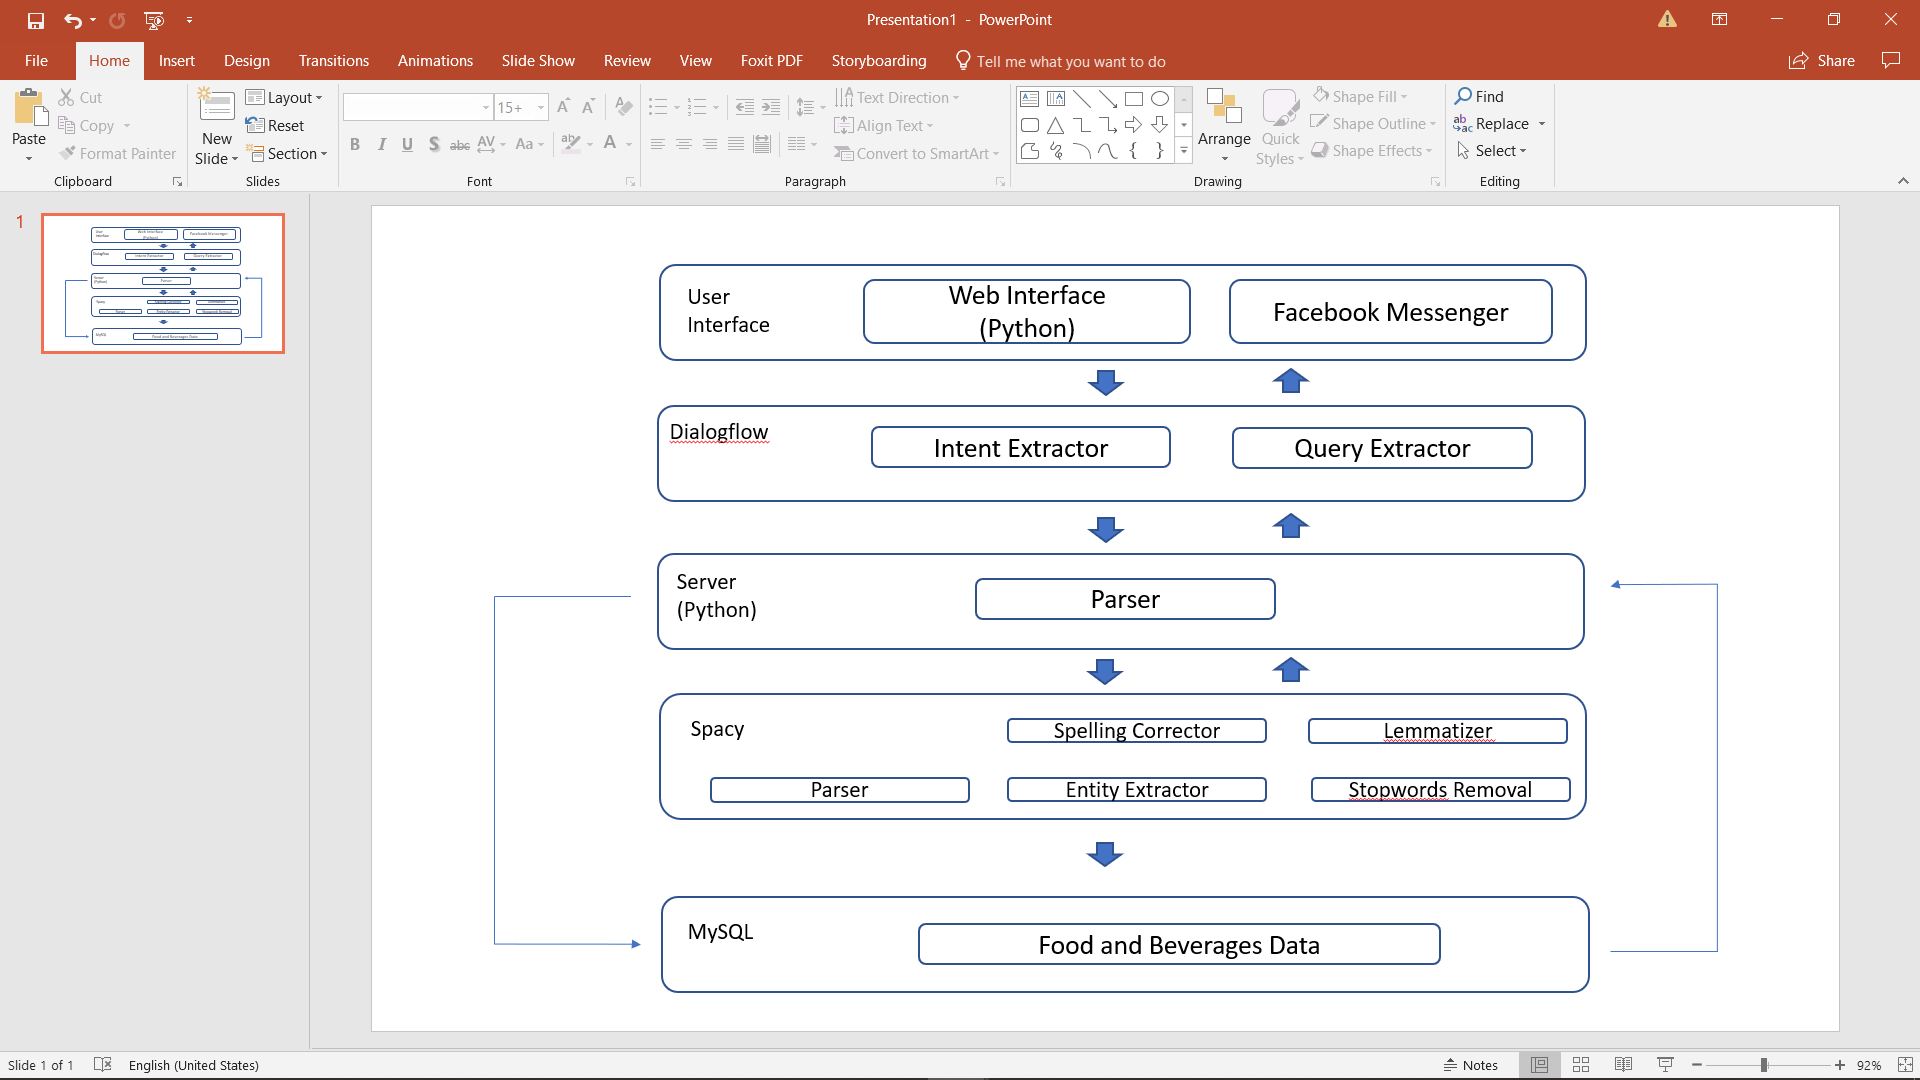 Presentation1 - PowerPoint
File
Home
Insert
Design
Transitions
Animations
Slide Show
Review
View
Foxit PDF
Storyboarding
Tell me what you want to do
Share
Paste
Cut
Copy
Format Painter
Clipboard
New
Slide
Layout
Reset
Section
Slides
15+
B I U S abc AV Aa A
Font
Text Direction
Align Text
Convert to SmartArt
Paragraph
Arrange
Quick
Styles
Shape Fill
Shape Outline
Shape Effects
Drawing
Find
Replace
Select
Editing
1
User
Interface
Web Interface
(Python)
Facebook Messenger
Dialogflow
Intent Extractor
Query Extractor
Server
(Python)
Parser
Spacy
Spelling Corrector
Lemmatizer
Parser
Entity Extractor
Stopwords Removal
MySQL
Food and Beverages Data
Slide 1 of 1
English (United States)
Notes
92%